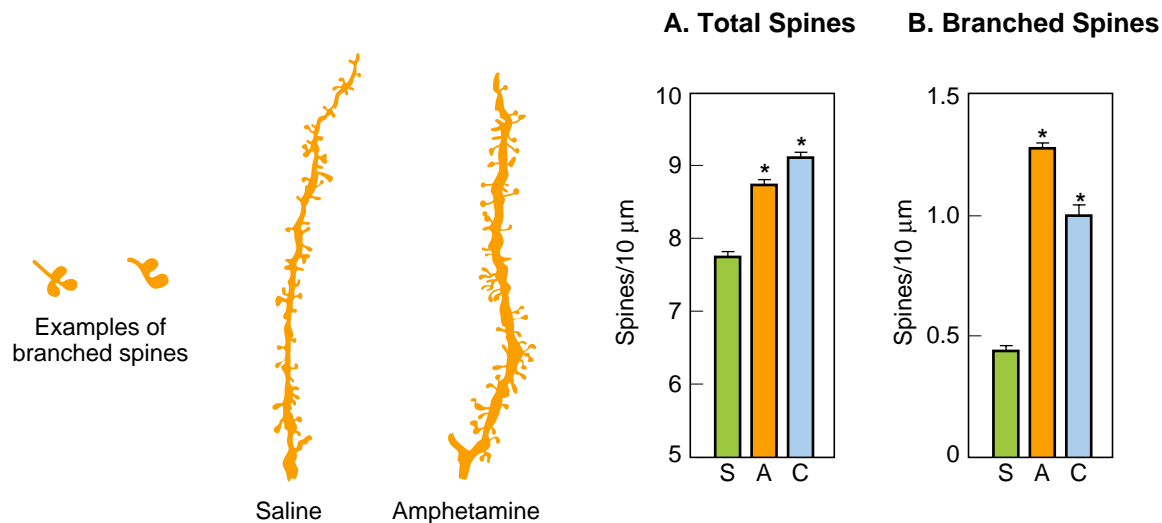 Examples of
branched spines
Saline
Amphetamine
A. Total Spines
Spines/10 μm
10
9
8
7
6
5
*
*
S A C
B. Branched Spines
Spines/10 μm
1.5
1.0
0.5
0
*
*
S A C